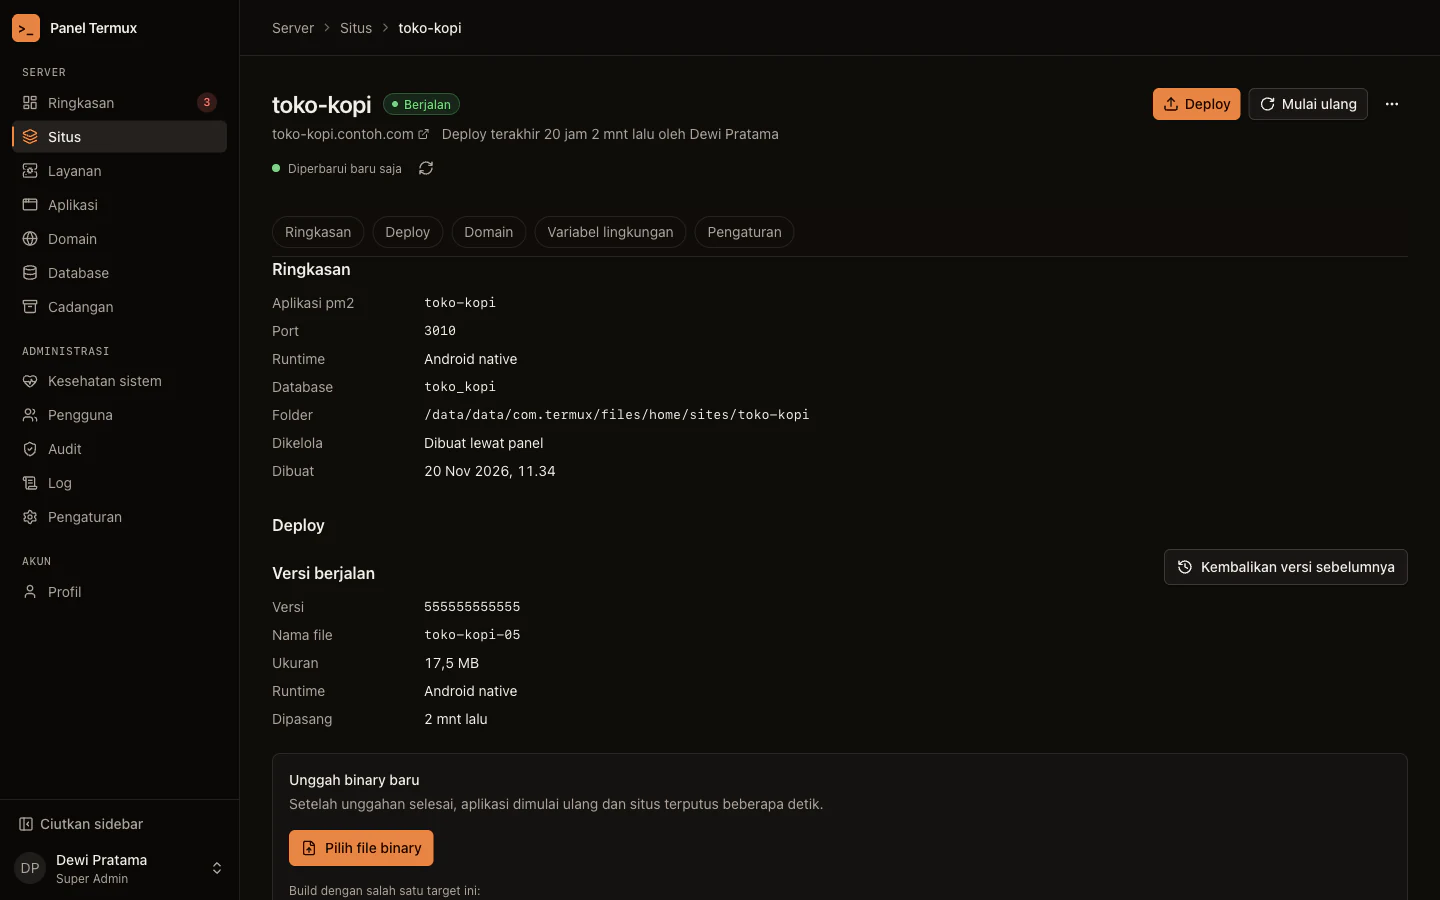 >_ Panel Termux
Server > Situs > toko-kopi
SERVER
Ringkasan 3
Situs
Layanan
Aplikasi
Domain
Database
Cadangan
ADMINISTRASI
Kesehatan sistem
Pengguna
Audit
Log
Pengaturan
AKUN
Profil
Ciutkan sidebar
DP Dewi Pratama
Super Admin
toko-kopi Berjalan
Deploy Mulai ulang
toko-kopi.contoh.com Deploy terakhir 20 jam 2 mnt lalu oleh Dewi Pratama
Diperbarui baru saja
Ringkasan Deploy Domain Variabel lingkungan Pengaturan
Ringkasan
Aplikasi pm2 toko-kopi
Port 3010
Runtime Android native
Database toko_kopi
Folder /data/data/com.termux/files/home/sites/toko-kopi
Dikelola Dibuat lewat panel
Dibuat 20 Nov 2026, 11.34
Deploy
Versi berjalan
Kembalikan versi sebelumnya
Versi 555555555555
Nama file toko-kopi-05
Ukuran 17,5 MB
Runtime Android native
Dipasang 2 mnt lalu
Unggah binary baru
Setelah unggahan selesai, aplikasi dimulai ulang dan situs terputus beberapa detik.
Pilih file binary
Build dengan salah satu target ini: